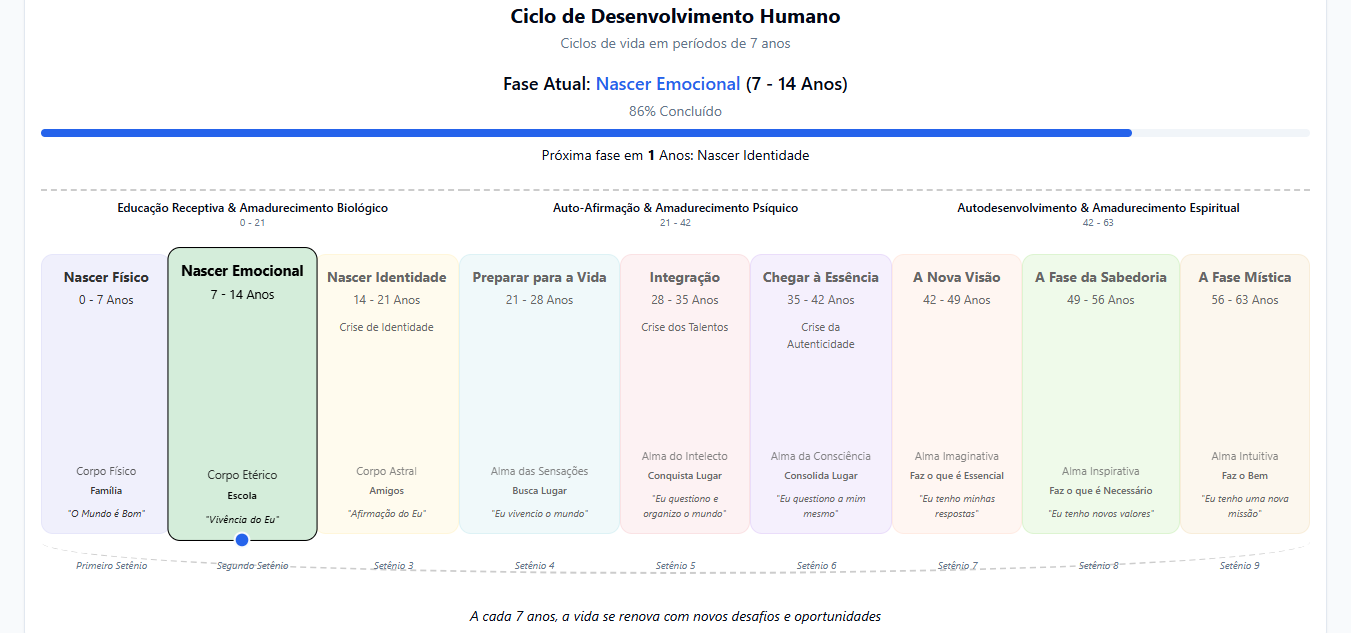 Ciclo de Desenvolvimento Humano
Ciclos de vida em períodos de 7 anos
Fase Atual: Nascer Emocional (7 - 14 Anos)
86% Concluído
Próxima fase em 1 Anos: Nascer Identidade
Educação Receptiva & Amadurecimento Biológico
0 - 21
Auto-Afirmação & Amadurecimento Psíquico
21 - 42
Autodesenvolvimento & Amadurecimento Espiritual
42 - 63
Nascer Físico
0 - 7 Anos
Corpo Físico
Família
"O Mundo é Bom"
Nascer Emocional
7 - 14 Anos
Corpo Etérico
Escola
"Vivência do Eu"
Nascer Identidade
14 - 21 Anos
Crise de Identidade
Corpo Astral
Amigos
"Afirmação do Eu"
Preparar para a Vida
21 - 28 Anos
Alma das Sensações
Busca Lugar
"Eu vivencio o mundo"
Integração
28 - 35 Anos
Crise dos Talentos
Alma do Intelecto
Conquista Lugar
"Eu questiono e
organizo o mundo"
Chegar à Essência
35 - 42 Anos
Crise da
Autenticidade
Alma da Consciência
Consolida Lugar
"Eu questiono a mim
mesmo"
A Nova Visão
42 - 49 Anos
Alma Imaginativa
Faz o que é Essencial
"Eu tenho minhas
respostas"
A Fase da Sabedoria
49 - 56 Anos
Alma Inspirativa
Faz o que é Necessário
"Eu tenho novos valores"
A Fase Mística
56 - 63 Anos
Alma Intuitiva
Faz o Bem
"Eu tenho uma nova
missão"
Primeiro Setênio
Segundo Setênio
Setênio 3
Setênio 4
Setênio 5
Setênio 6
Setênio 7
Setênio 8
Setênio 9
A cada 7 anos, a vida se renova com novos desafios e oportunidades